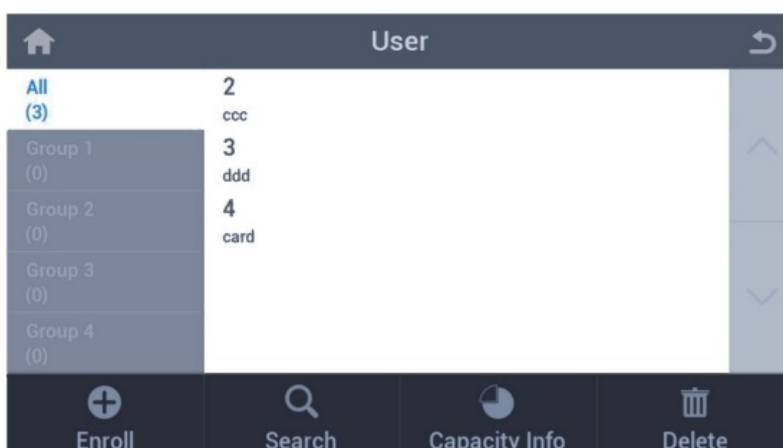 User
All
(3)
Group 1
(0)
Group 2
(0)
Group 3
(0)
Group 4
(0)
2
ccc
3
ddd
4
card
Enroll
Search
Capacity Info
Delete